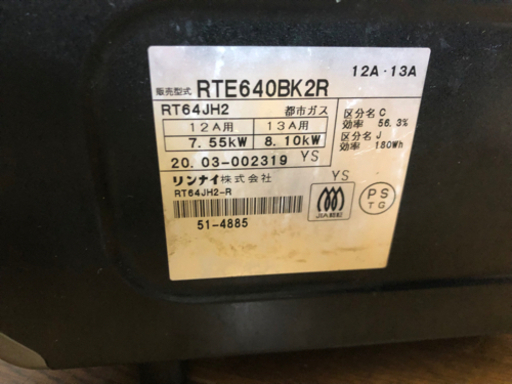 12A・13A
販売型式 RTE640BK2R
RT64JH2 都市ガス
12A用 13A用
7.55kW 8.10kW
区分名 C
効率 56.3%
区分名 J
効率 180Wh
20.03-002319 YS
リンナイ株式会社 YS
RT64JH2-R
51-4885
JIA
PS
TG